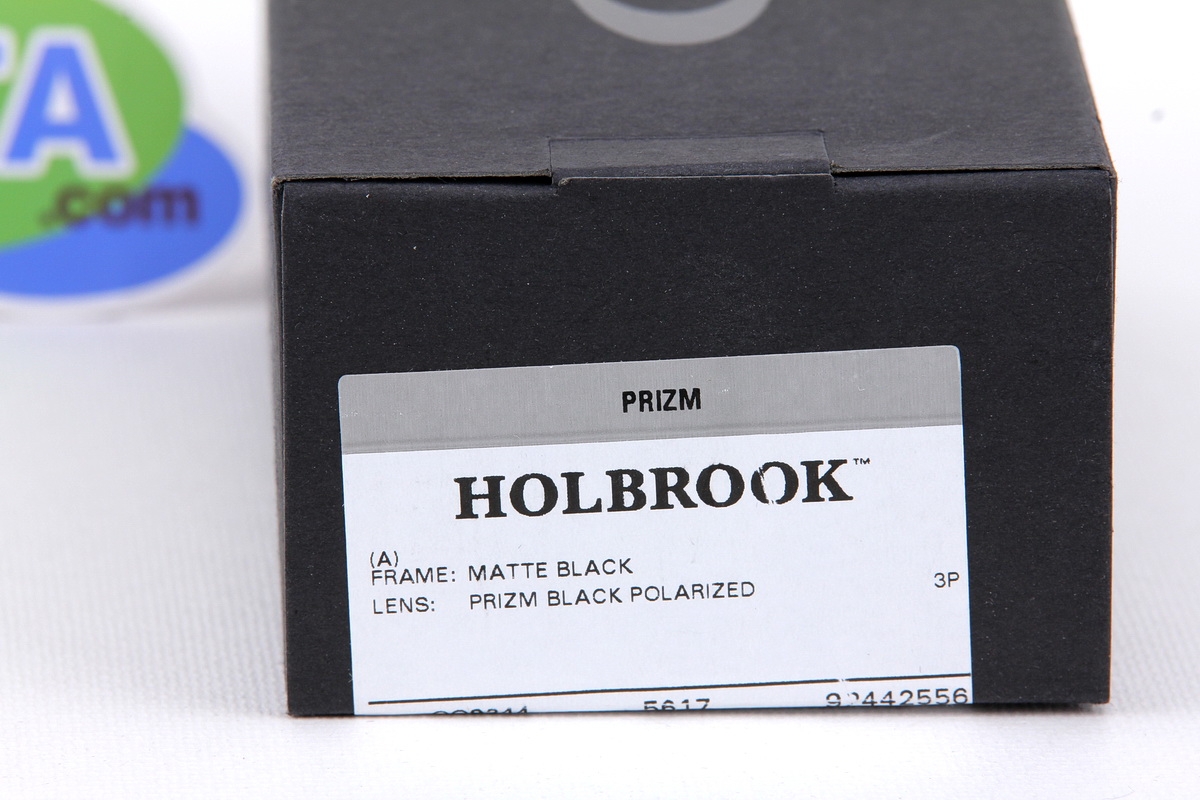 A
.com
PRIZM
HOLBROOK™
(A)
FRAME: MATTE BLACK
LENS: PRIZM BLACK POLARIZED
3P
5617